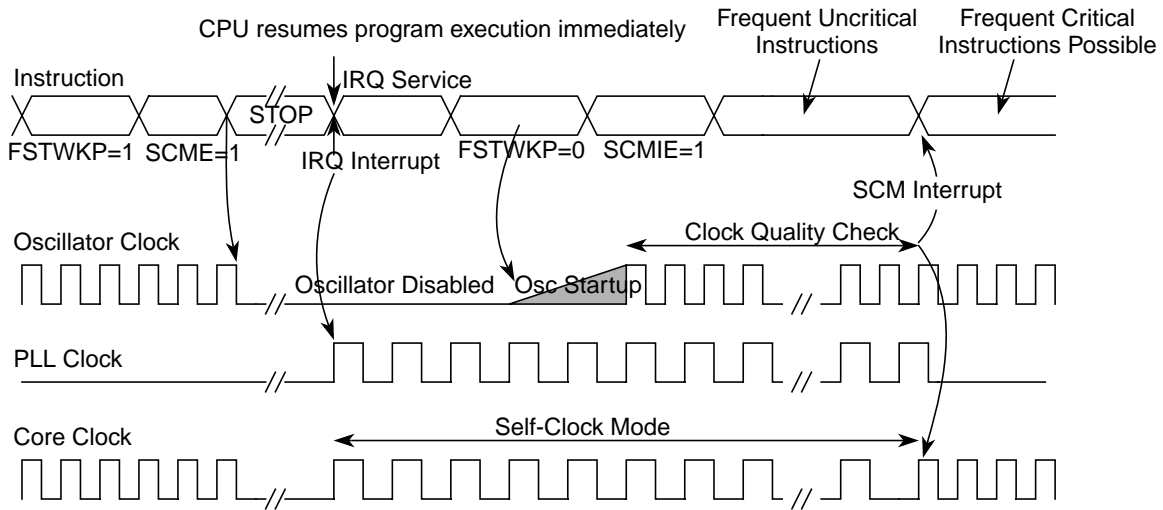 CPU resumes program execution immediately
Frequent Uncritical
Instructions
Frequent Critical
Instructions Possible
Instruction
IRQ Service
STOP
FSTWKP=1
SCME=1
IRQ Interrupt
FSTWKP=0
SCMIE=1
SCM Interrupt
Oscillator Clock
Clock Quality Check
Oscillator Disabled
Osc Startup
PLL Clock
Core Clock
Self-Clock Mode